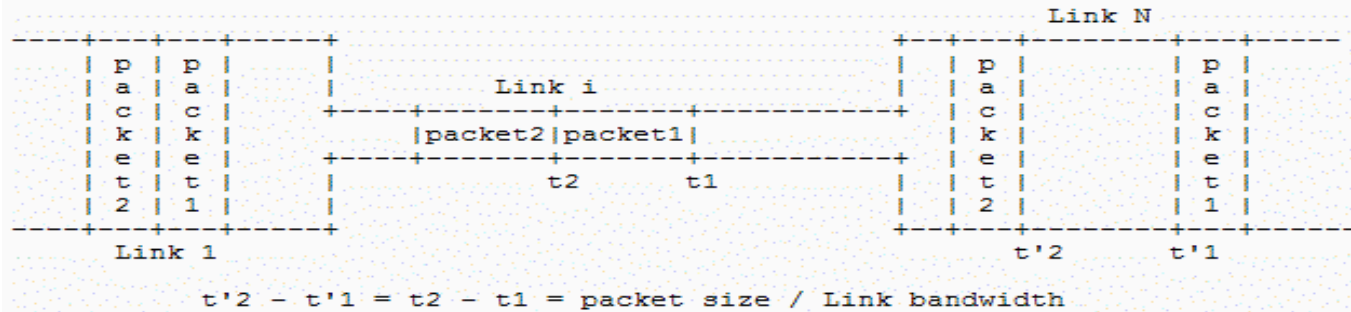 Link N
p p p p
a a Link i a a
c c c c
k k |packet2|packet1| k k
e e e e
t t t2 t1 t t
2 1 2 1
Link 1 t'2 t'1
t'2 - t'1 = t2 - t1 = packet size / Link bandwidth